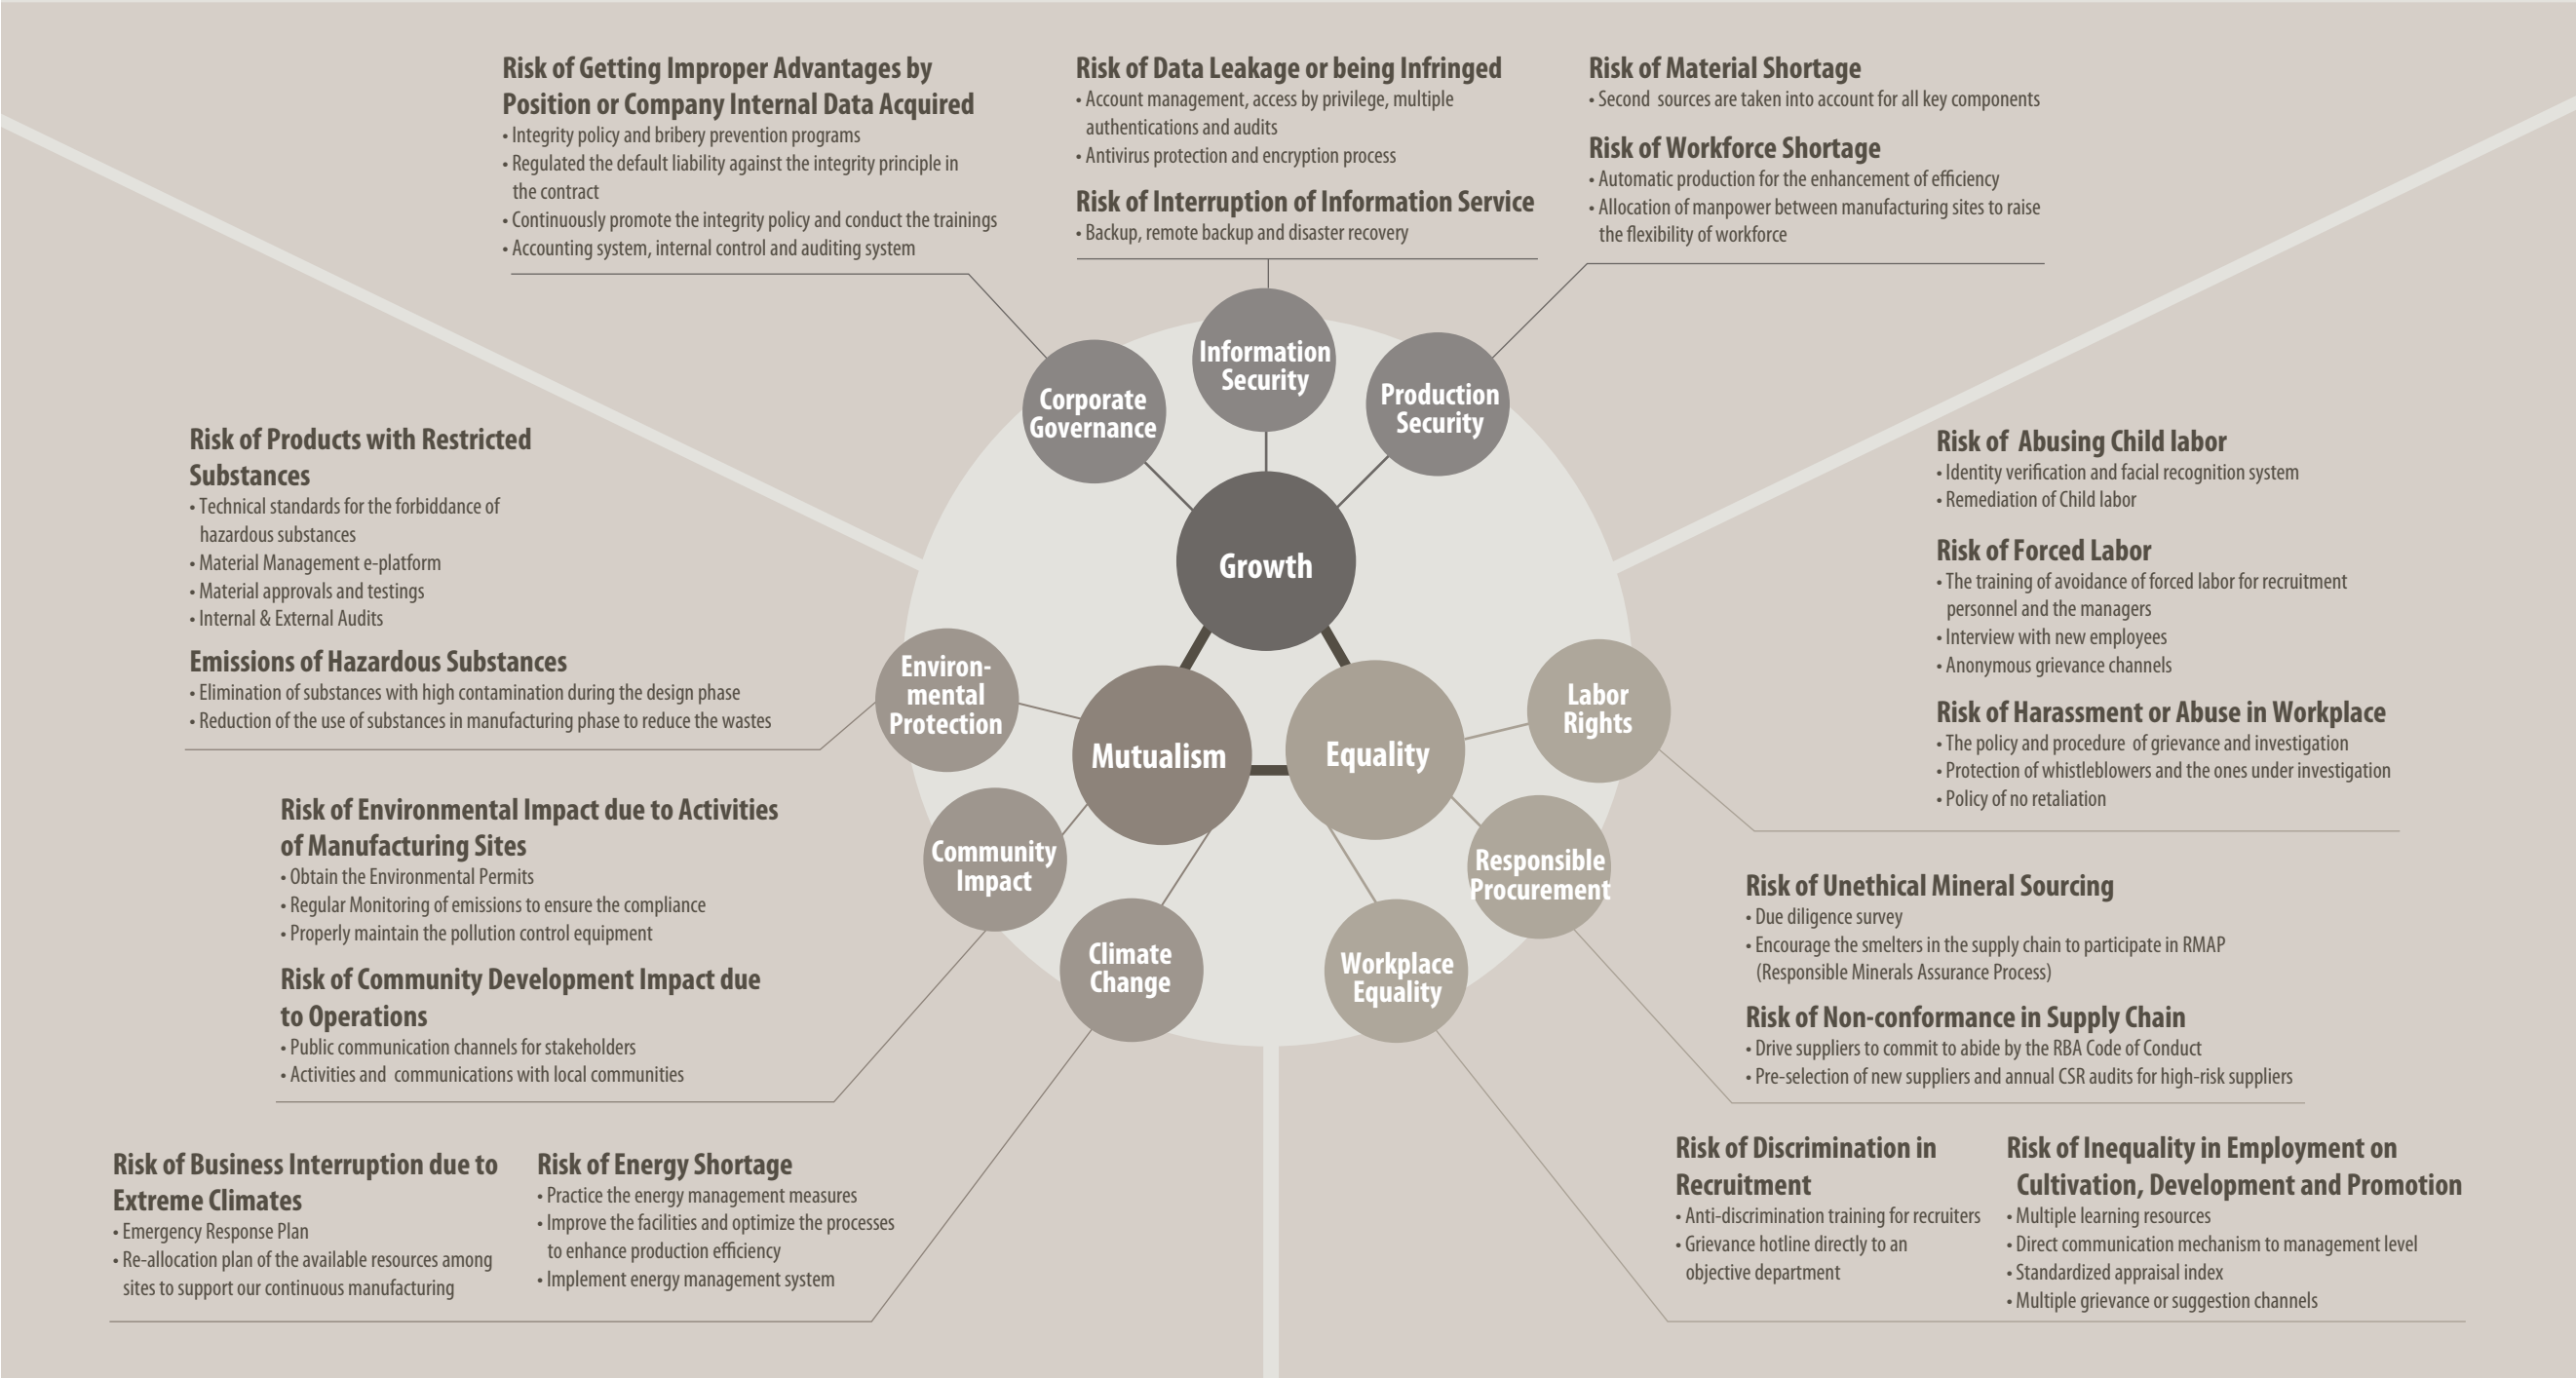 Risk of Getting Improper Advantages by
Position or Company Internal Data Acquired
• Integrity policy and bribery prevention programs
• Regulated the default liability against the integrity principle in
the contract
• Continuously promote the integrity policy and conduct the trainings
• Accounting system, internal control and auditing system
Risk of Data Leakage or being Infringed
• Account management, access by privilege, multiple
authentications and audits
• Antivirus protection and encryption process
Risk of Interruption of Information Service
• Backup, remote backup and disaster recovery
Risk of Material Shortage
• Second sources are taken into account for all key components
Risk of Workforce Shortage
• Automatic production for the enhancement of efficiency
• Allocation of manpower between manufacturing sites to raise
the flexibility of workforce
Corporate
Governance
Information
Security
Production
Security
Growth
Risk of Products with Restricted
Substances
• Technical standards for the forbiddance of
hazardous substances
• Material Management e-platform
• Material approvals and testings
• Internal & External Audits
Emissions of Hazardous Substances
• Elimination of substances with high contamination during the design phase
• Reduction of the use of substances in manufacturing phase to reduce the wastes
Environ-
mental
Protection
Mutualism
Equality
Labor
Rights
Risk of Abusing Child labor
• Identity verification and facial recognition system
• Remediation of Child labor
Risk of Forced Labor
• The training of avoidance of forced labor for recruitment
personnel and the managers
• Interview with new employees
• Anonymous grievance channels
Risk of Harassment or Abuse in Workplace
• The policy and procedure of grievance and investigation
• Protection of whistleblowers and the ones under investigation
• Policy of no retaliation
Risk of Environmental Impact due to Activities
of Manufacturing Sites
• Obtain the Environmental Permits
• Regular Monitoring of emissions to ensure the compliance
• Properly maintain the pollution control equipment
Risk of Community Development Impact due
to Operations
• Public communication channels for stakeholders
• Activities and communications with local communities
Community
Impact
Climate
Change
Workplace
Equality
Responsible
Procurement
Risk of Unethical Mineral Sourcing
• Due diligence survey
• Encourage the smelters in the supply chain to participate in RMAP
(Responsible Minerals Assurance Process)
Risk of Non-conformance in Supply Chain
• Drive suppliers to commit to abide by the RBA Code of Conduct
• Pre-selection of new suppliers and annual CSR audits for high-risk suppliers
Risk of Business Interruption due to
Extreme Climates
• Emergency Response Plan
• Re-allocation plan of the available resources among
sites to support our continuous manufacturing
Risk of Energy Shortage
• Practice the energy management measures
• Improve the facilities and optimize the processes
to enhance production efficiency
• Implement energy management system
Risk of Discrimination in
Recruitment
• Anti-discrimination training for recruiters
• Grievance hotline directly to an
objective department
Risk of Inequality in Employment on
Cultivation, Development and Promotion
• Multiple learning resources
• Direct communication mechanism to management level
• Standardized appraisal index
• Multiple grievance or suggestion channels